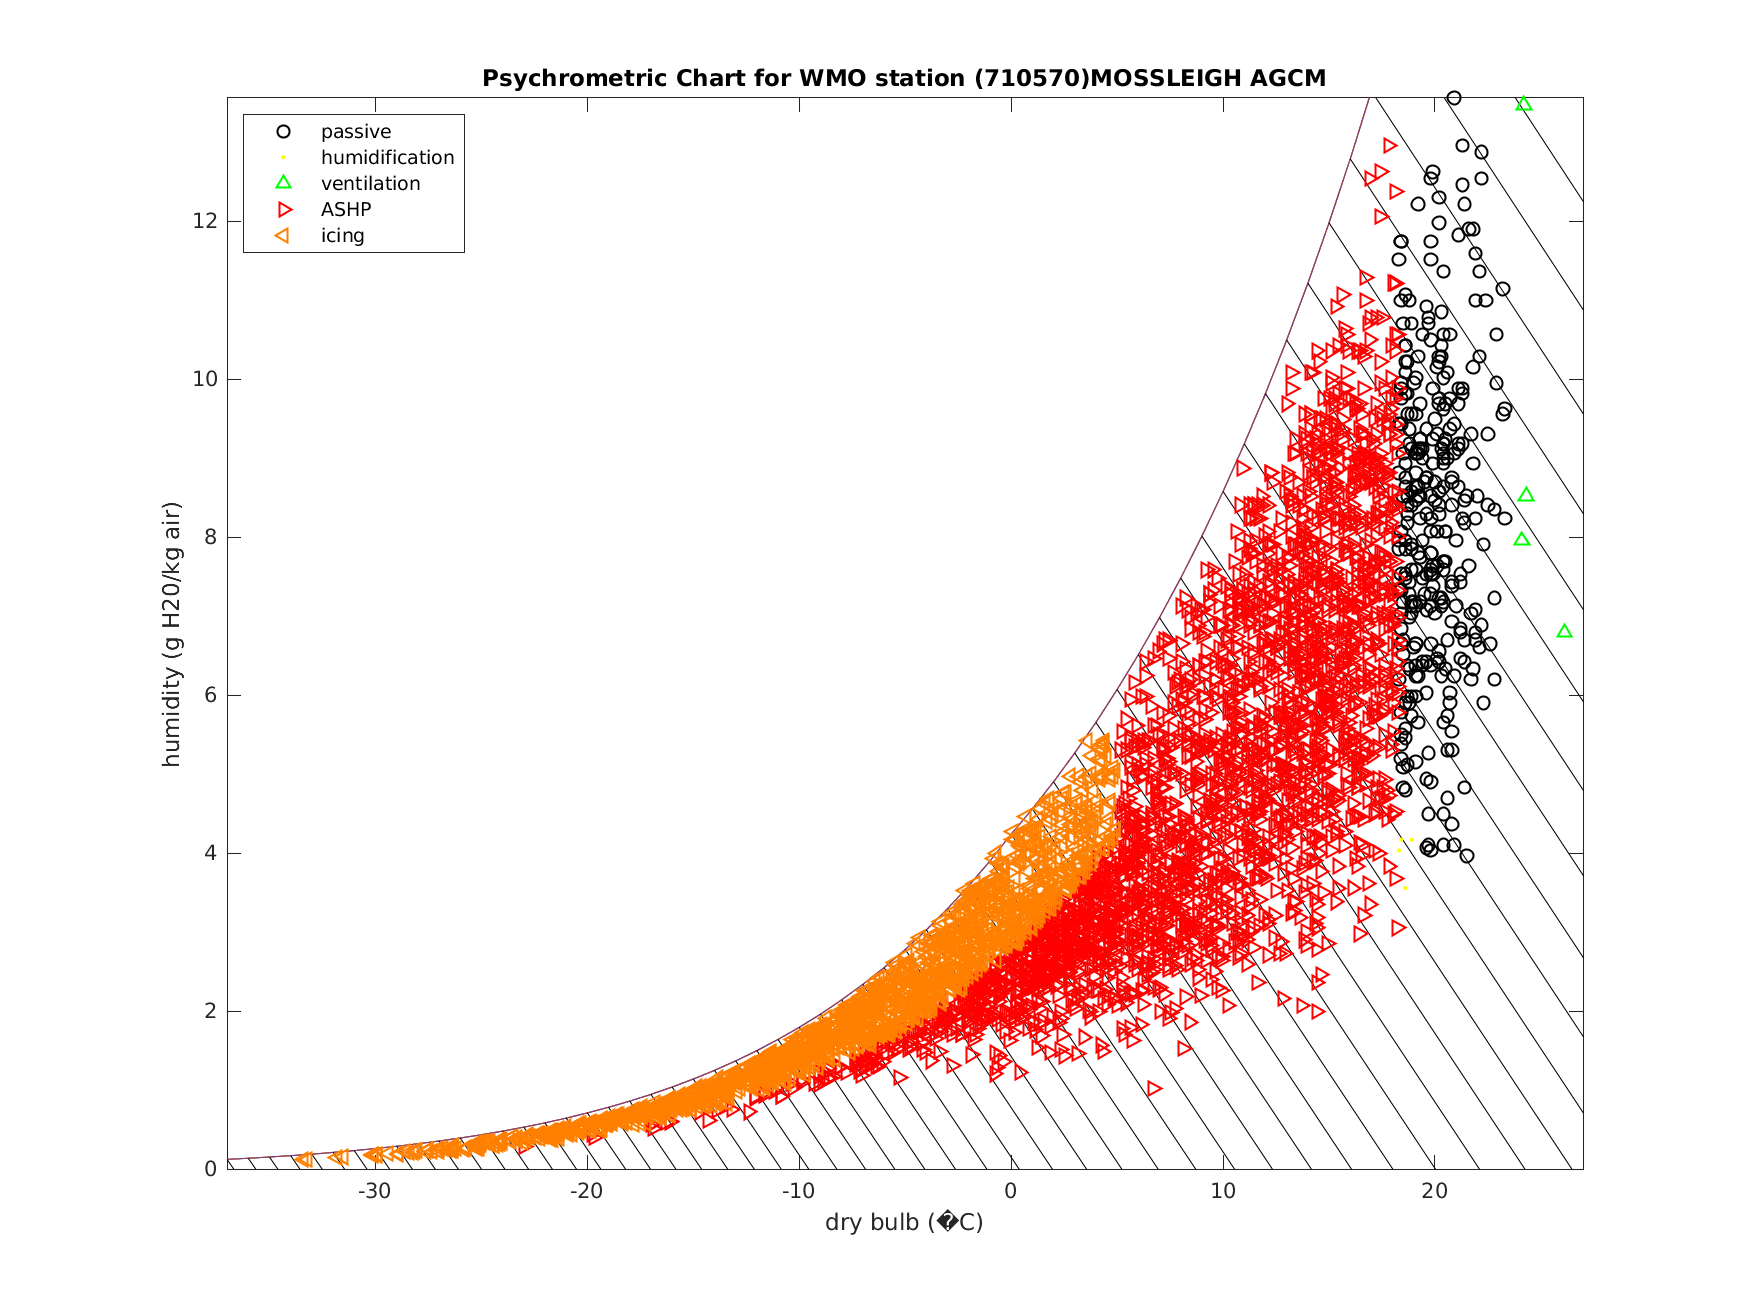 Psychrometric Chart for WMO station (710570)MOSSLEIGH AGCM
passive
humidification
ventilation
ASHP
icing
humidity (g H20/kg air)
12
10
8
6
4
2
0
-30 -20 -10 0 10 20
dry bulb (�C)